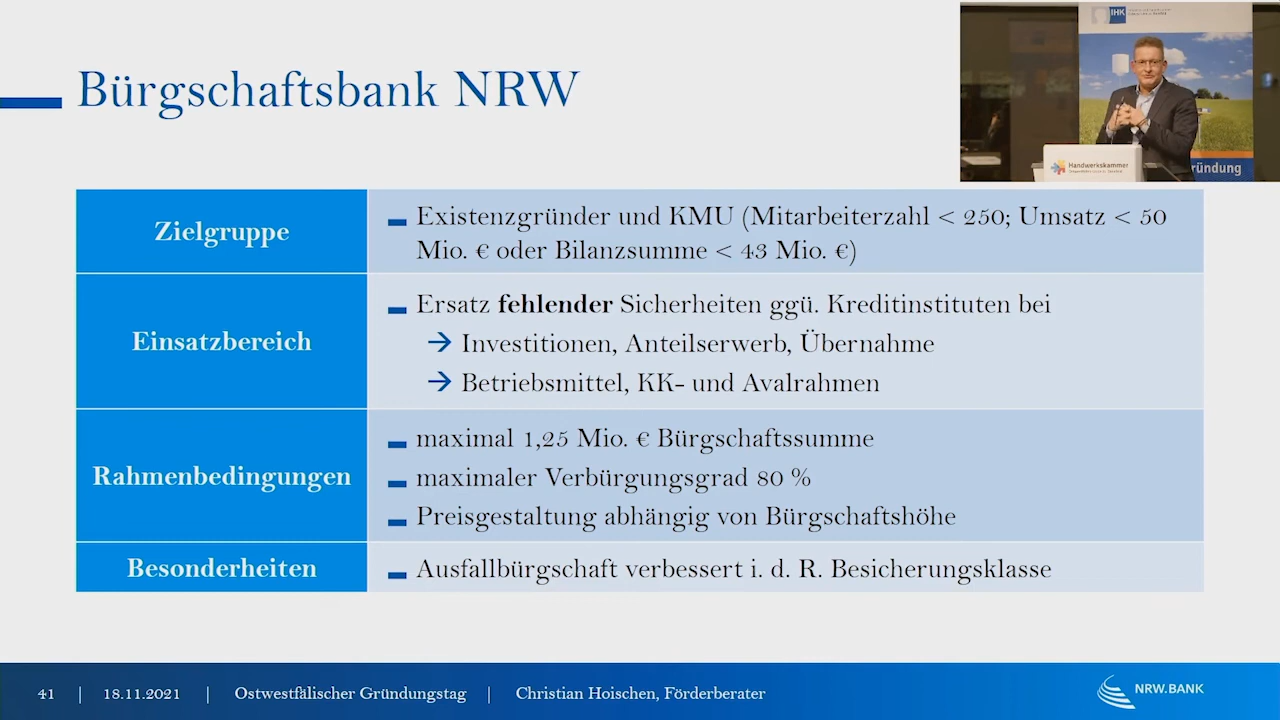 Bürgschaftsbank NRW
IHK
Handwerkskammer
ründung
Zielgruppe
Existenzgründer und KMU (Mitarbeiterzahl < 250; Umsatz < 50
Mio. € oder Bilanzsumme < 43 Mio. €)
Einsatzbereich
Ersatz fehlender Sicherheiten ggü. Kreditinstituten bei
→ Investitionen, Anteilserwerb, Übernahme
→ Betriebsmittel, KK- und Avalrahmen
Rahmenbedingungen
maximal 1,25 Mio. € Bürgschaftssumme
maximaler Verbürgungsgrad 80 %
Preisgestaltung abhängig von Bürgschaftshöhe
Besonderheiten
Ausfallbürgschaft verbessert i. d. R. Besicherungsklasse
41 | 18.11.2021 | Ostwestfälischer Gründungstag | Christian Hoischen, Förderberater
NRW.BANK